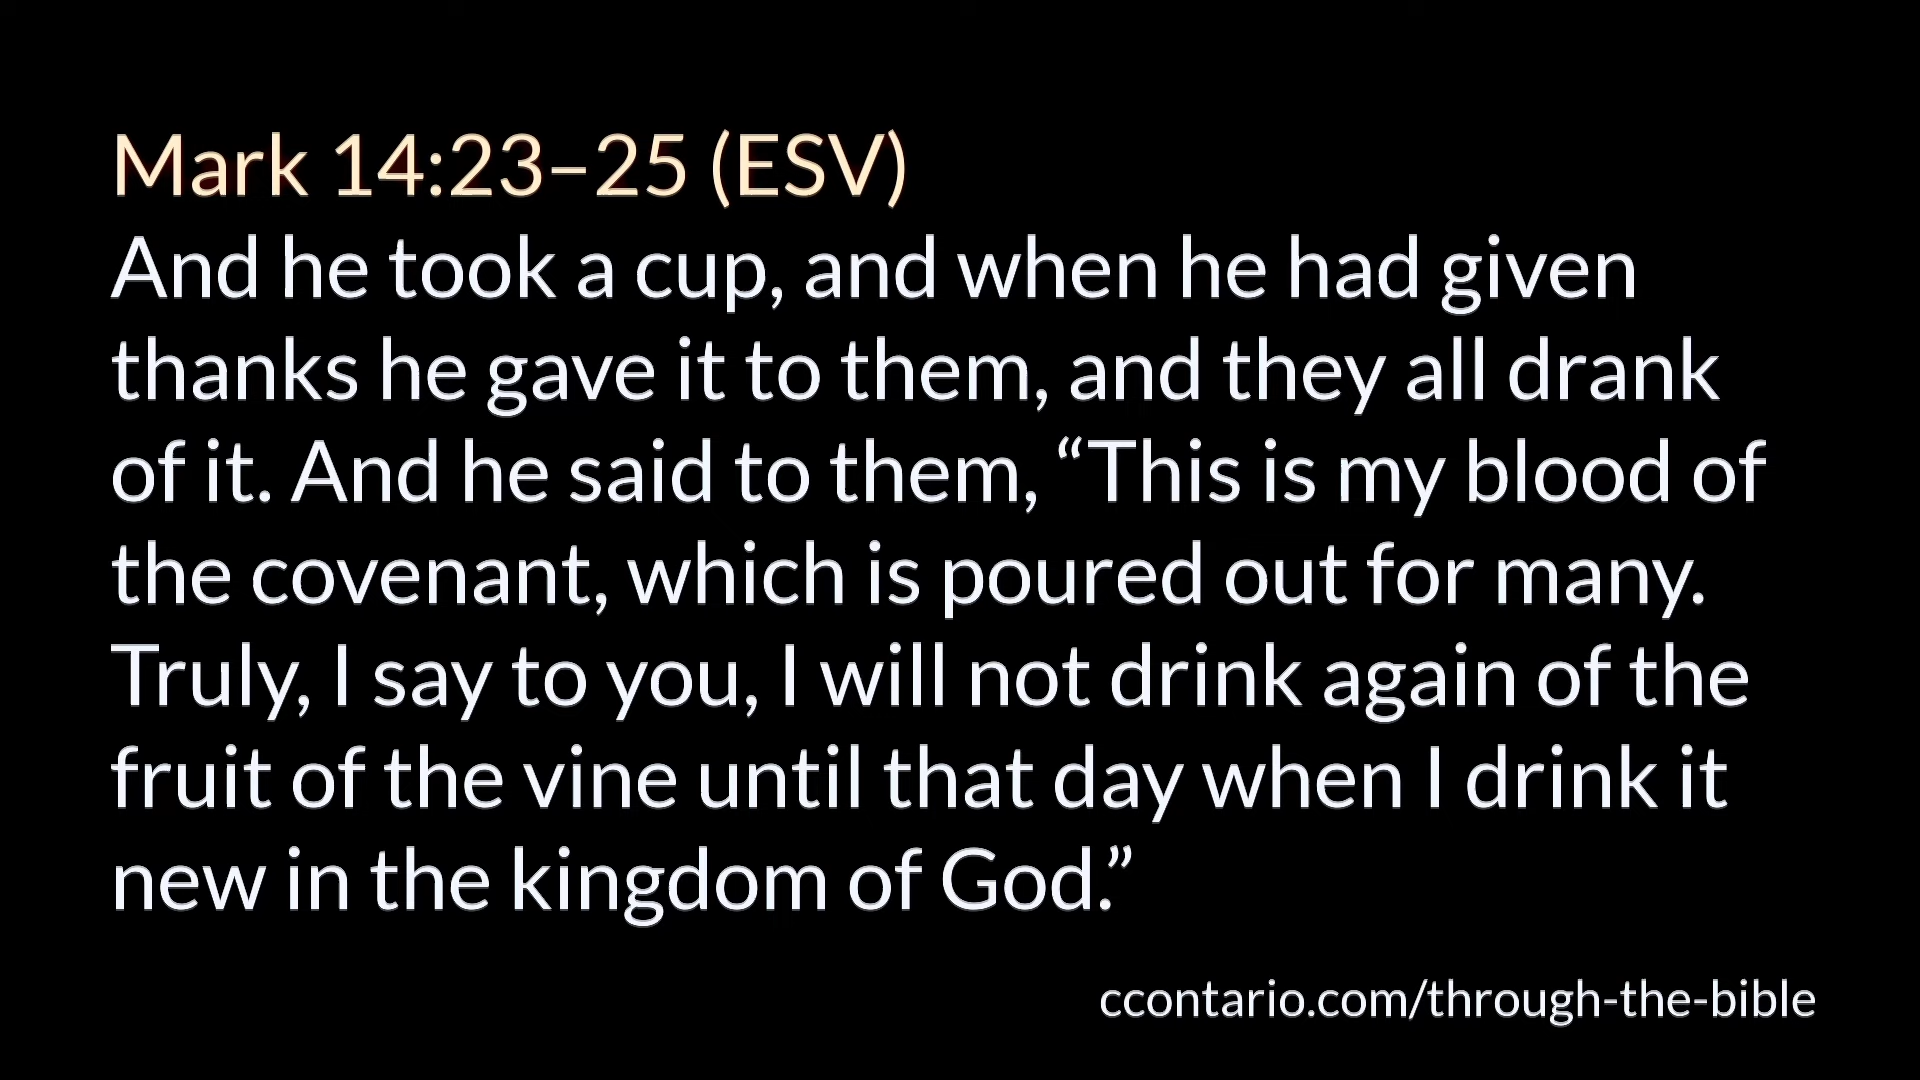 Mark 14:23–25 (ESV)
And he took a cup, and when he had given
thanks he gave it to them, and they all drank
of it. And he said to them, “This is my blood of
the covenant, which is poured out for many.
Truly, I say to you, I will not drink again of the
fruit of the vine until that day when I drink it
new in the kingdom of God.”
ccontario.com/through-the-bible